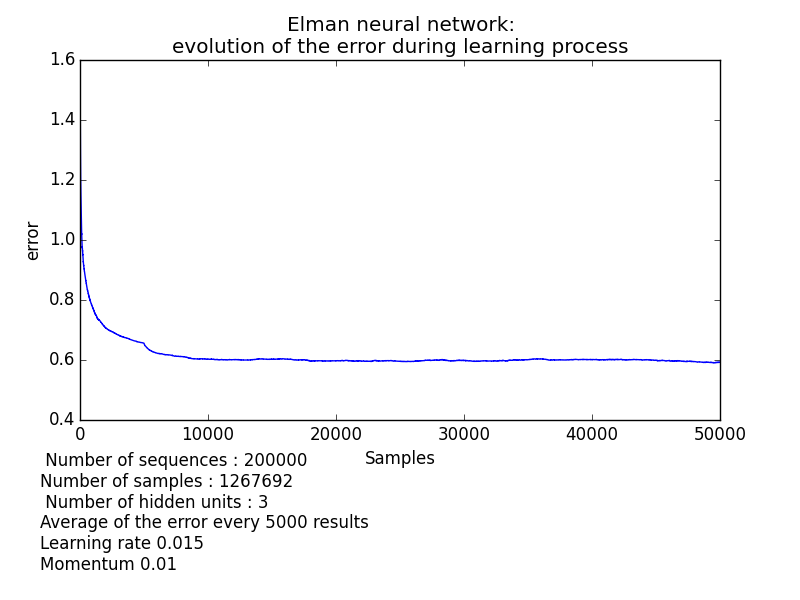 Elman neural network:
evolution of the error during learning process
1.6
1.4
1.2
1.0
0.8
0.6
0.4
error
0 10000 20000 30000 40000 50000
Samples
Number of sequences : 200000
Number of samples : 1267692
Number of hidden units : 3
Average of the error every 5000 results
Learning rate 0.015
Momentum 0.01